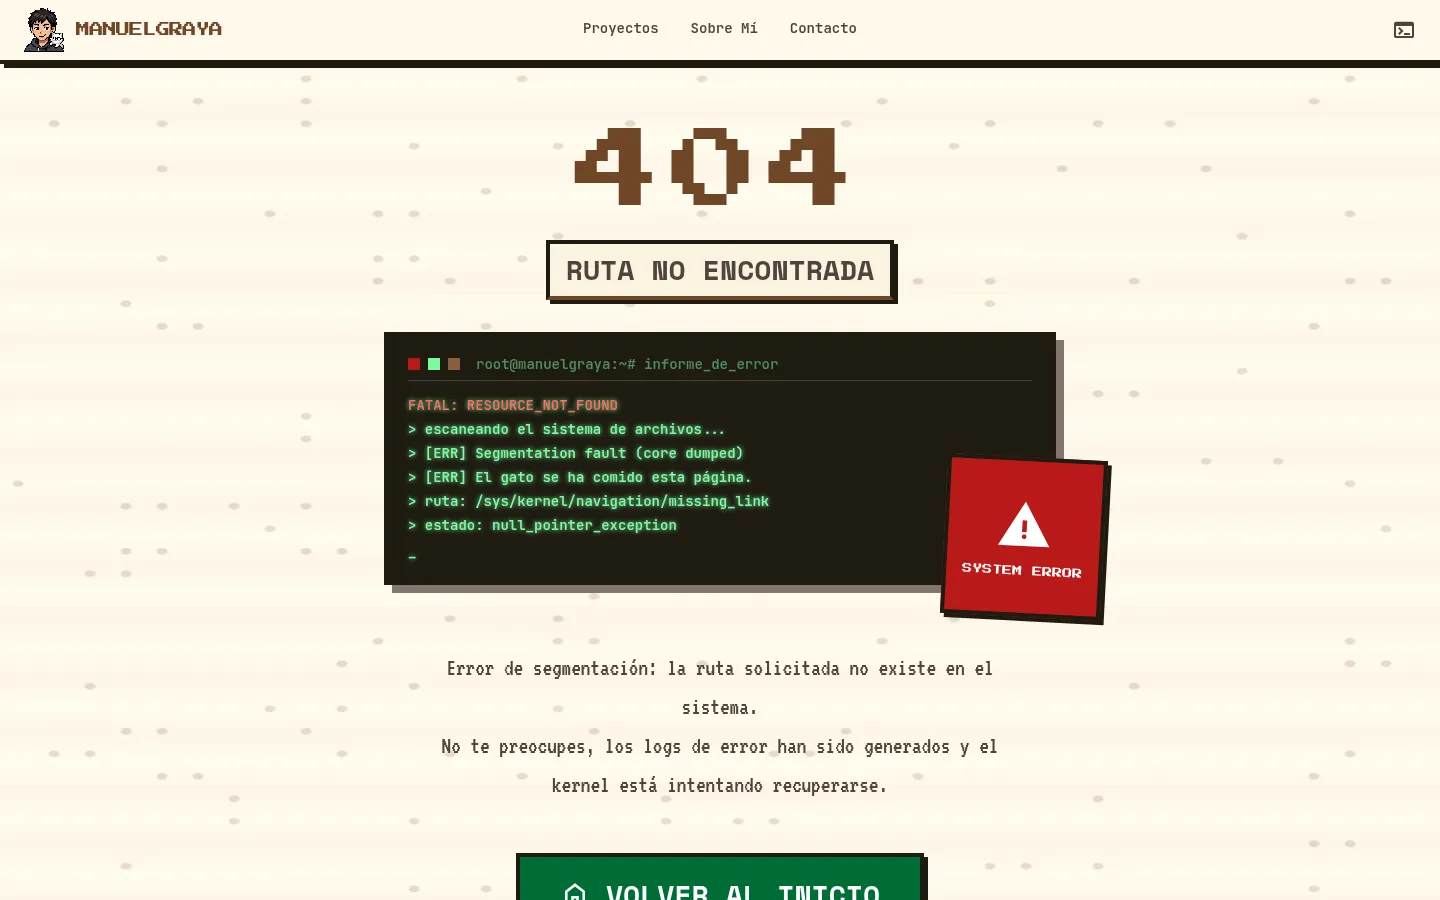 MANUELGRAYA
Proyectos Sobre Mí Contacto
404
RUTA NO ENCONTRADA
root@manuelgraya:~# informe_de_error
FATAL: RESOURCE_NOT_FOUND
> escaneando el sistema de archivos...
> [ERR] Segmentation fault (core dumped)
> [ERR] El gato se ha comido esta página.
> ruta: /sys/kernel/navigation/missing_link
> estado: null_pointer_exception
_
SYSTEM ERROR
Error de segmentación: la ruta solicitada no existe en el
sistema.
No te preocupes, los logs de error han sido generados y el
kernel está intentando recuperarse.
VOLVER AL INICIO